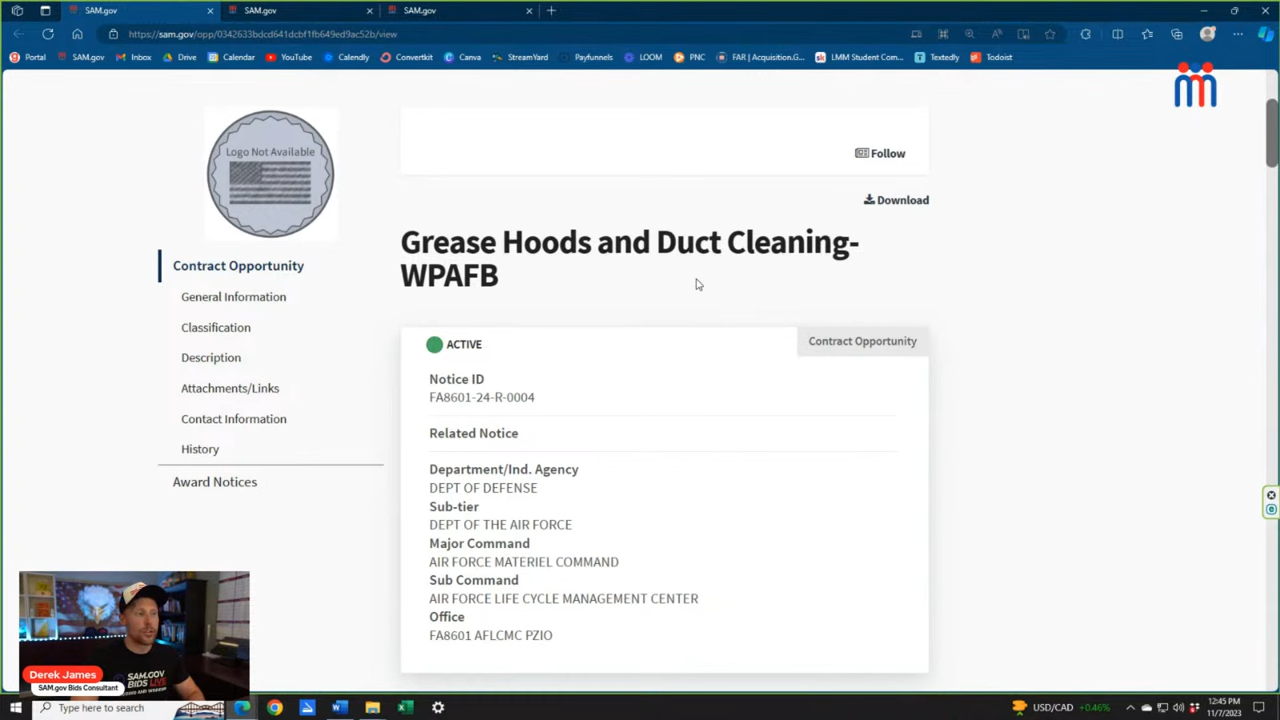 SAM.gov
SAM.gov
SAM.gov
https://sam.gov/opp/0342633bdcd641dcbf1fb649ed9ac52b/view
Portal
SAM.gov
Inbox
Drive
Calendar
YouTube
Calendly
Convertkit
Canva
StreamYard
Payfunnels
LOOM
PNC
FAR | Acquisition.G...
LMM Student Com...
Textedly
Todoist
Logo Not Available
Follow
Download
Grease Hoods and Duct Cleaning-
WPAFB
Contract Opportunity
General Information
Classification
Description
Attachments/Links
Contact Information
History
Award Notices
ACTIVE
Contract Opportunity
Notice ID
FA8601-24-R-0004
Related Notice
Department/Ind. Agency
DEPT OF DEFENSE
Sub-tier
DEPT OF THE AIR FORCE
Major Command
AIR FORCE MATERIEL COMMAND
Sub Command
AIR FORCE LIFE CYCLE MANAGEMENT CENTER
Office
FA8601 AFLCMC PZIO
SAM.GOV
BIDS LIVE
Derek James
SAM.gov Bids Consultant
Type here to search
USD/CAD +0.46%
12:45 PM
11/7/2023